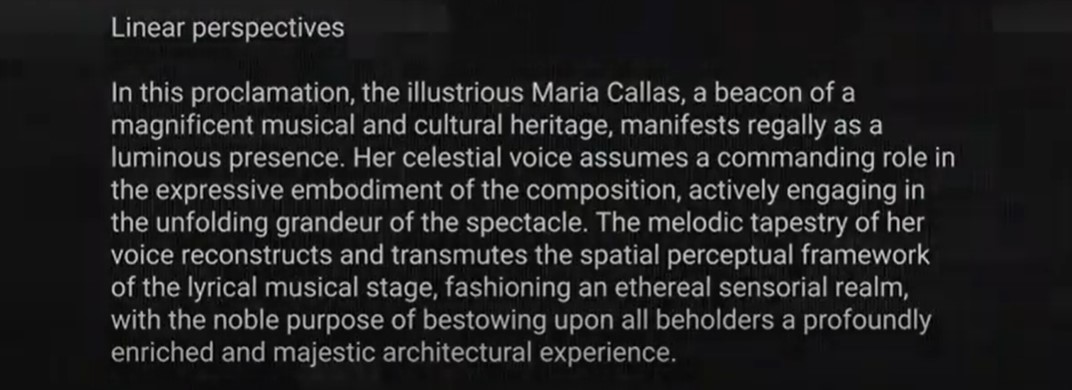 Linear perspectives
In this proclamation, the illustrious Maria Callas, a beacon of a
magnificent musical and cultural heritage, manifests regally as a
luminous presence. Her celestial voice assumes a commanding role in
the expressive embodiment of the composition, actively engaging in
the unfolding grandeur of the spectacle. The melodic tapestry of her
voice reconstructs and transmutes the spatial perceptual framework
of the lyrical musical stage, fashioning an ethereal sensorial realm,
with the noble purpose of bestowing upon all beholders a profoundly
enriched and majestic architectural experience.